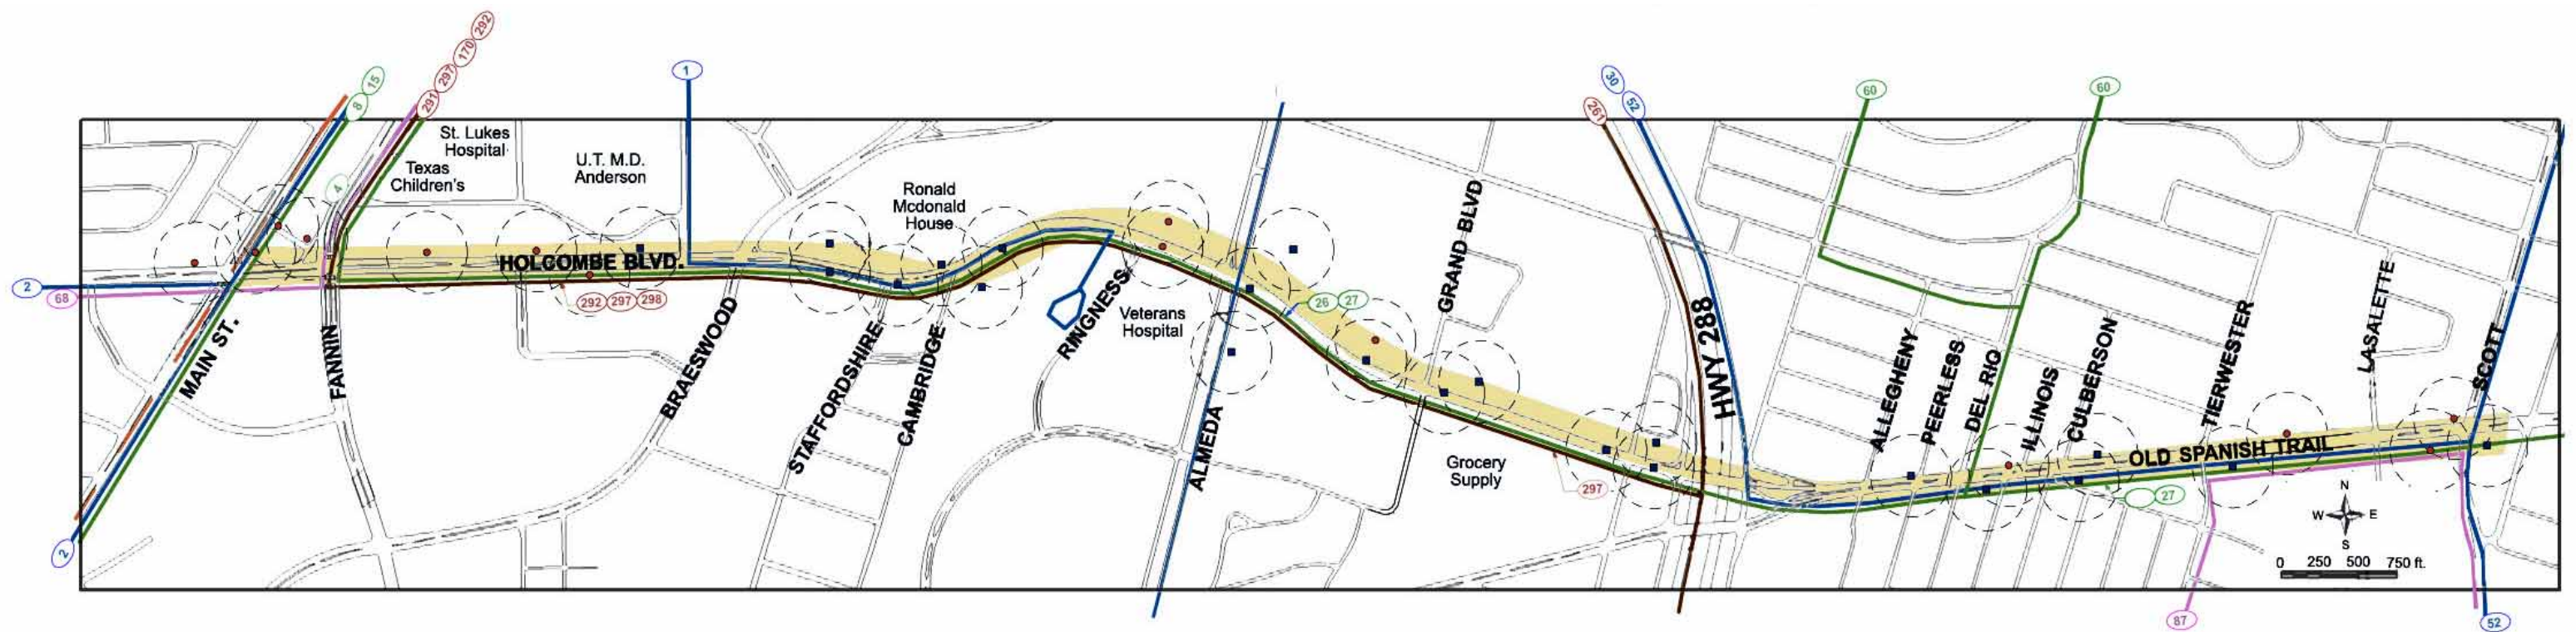 291 297 170 292
8 15
1
30 52
261
60
60
St. Lukes
Hospital
Texas
Children's
U.T. M.D.
Anderson
4
Ronald
Mcdonald
House
GRAND BLVD
HOLCOMBE BLVD.
2
68
292 297 298
26 27
RINGNESS
Veterans
Hospital
HWY 288
MAIN ST.
FANNIN
BRAESWOOD
STAFFORDSHIRE
CAMBRIDGE
ALMEDA
ALLEGHENY
PEERLESS
DEL RIO
ILLINOIS
CULBERSON
TIERWESTER
LASALETTE
SCOTT
OLD SPANISH TRAIL
Grocery
Supply
297
27
N
W E
S
0 250 500 750 ft.
2
87
52